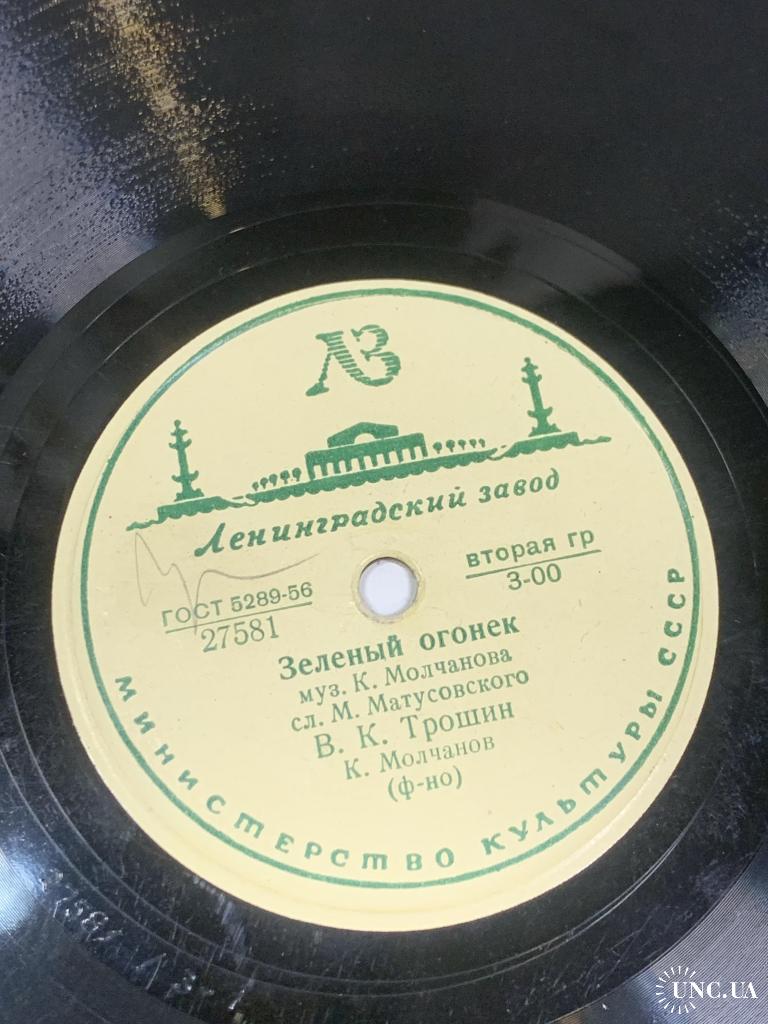 ЛЗ
Ленинградский завод
ГОСТ 5289-56
27581
вторая гр
3-00
Зеленый огонек
муз. К. Молчанова
сл. М. Матусовского
В. К. Трошин
К. Молчанов
(ф-но)
МИНИСТЕРСТВО КУЛЬТУРЫ СССР
UNC.UA